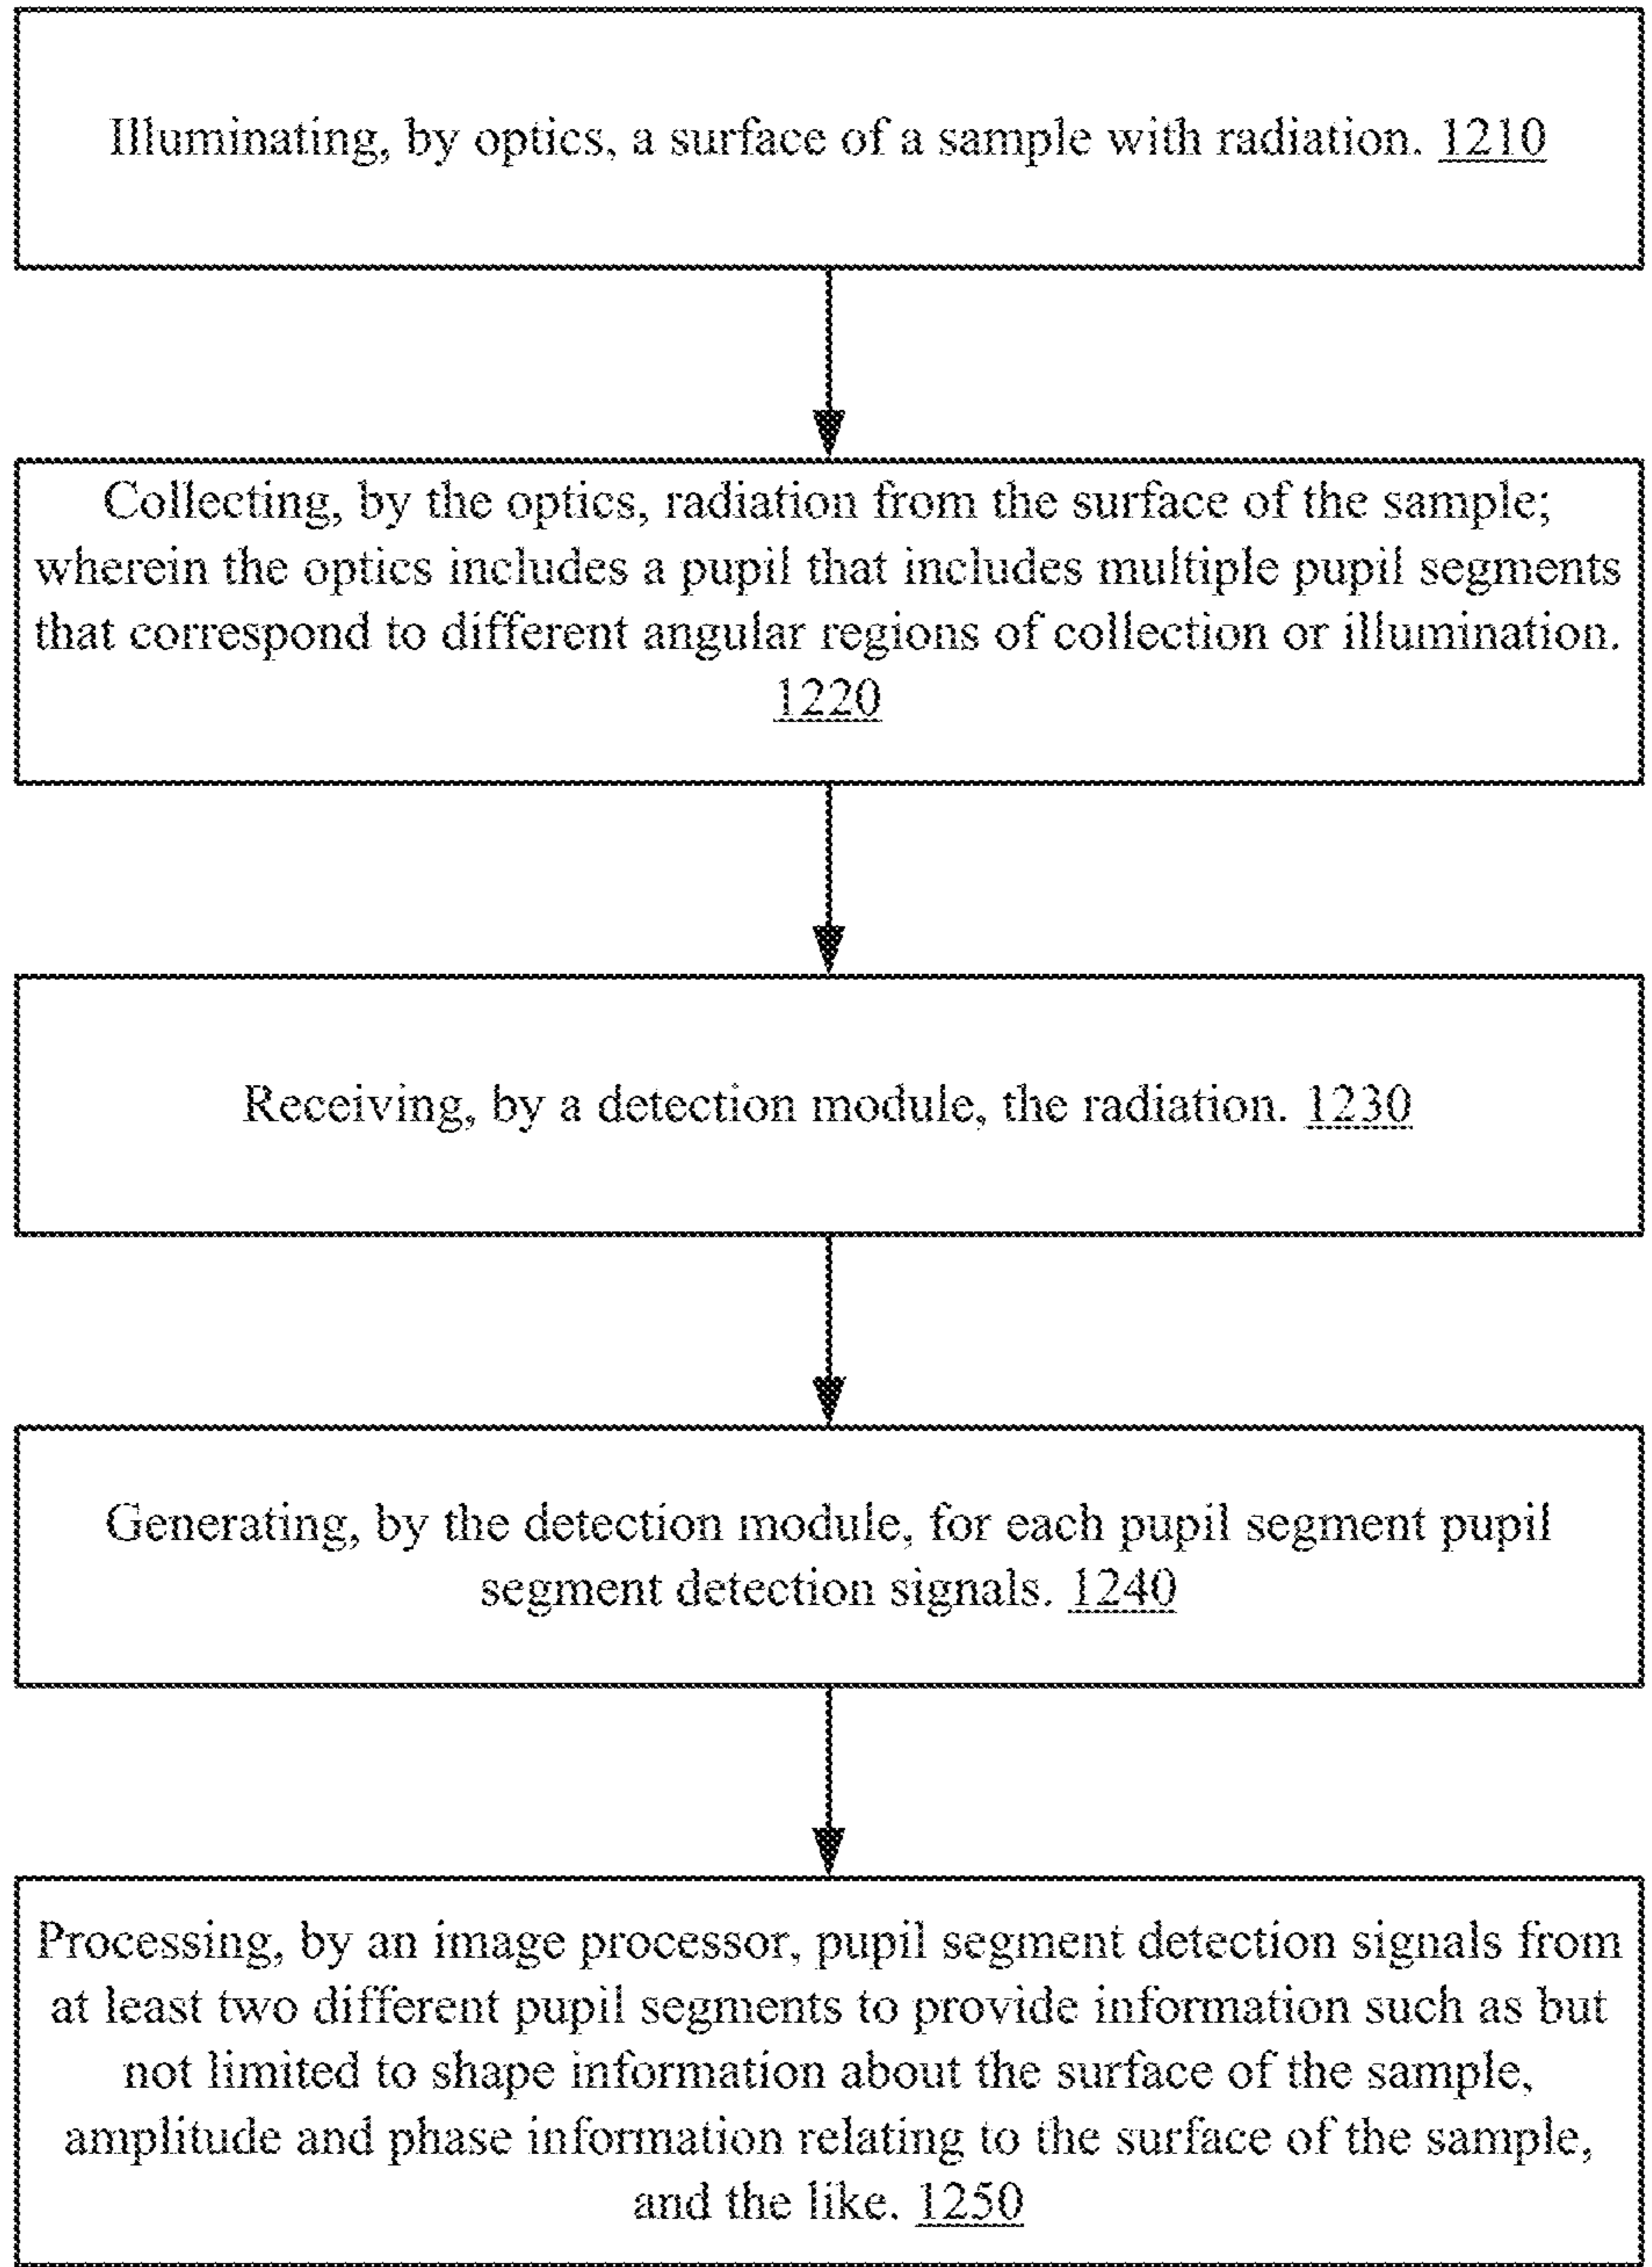 Illuminating, by optics, a surface of a sample with radiation. 1210
Collecting, by the optics, radiation from the surface of the sample;
wherein the optics includes a pupil that includes multiple pupil segments
that correspond to different angular regions of collection or illumination.
1220
Receiving, by a detection module, the radiation. 1230
Generating, by the detection module, for each pupil segment pupil
segment detection signals. 1240
Processing, by an image processor, pupil segment detection signals from
at least two different pupil segments to provide information such as but
not limited to shape information about the surface of the sample,
amplitude and phase information relating to the surface of the sample,
and the like. 1250